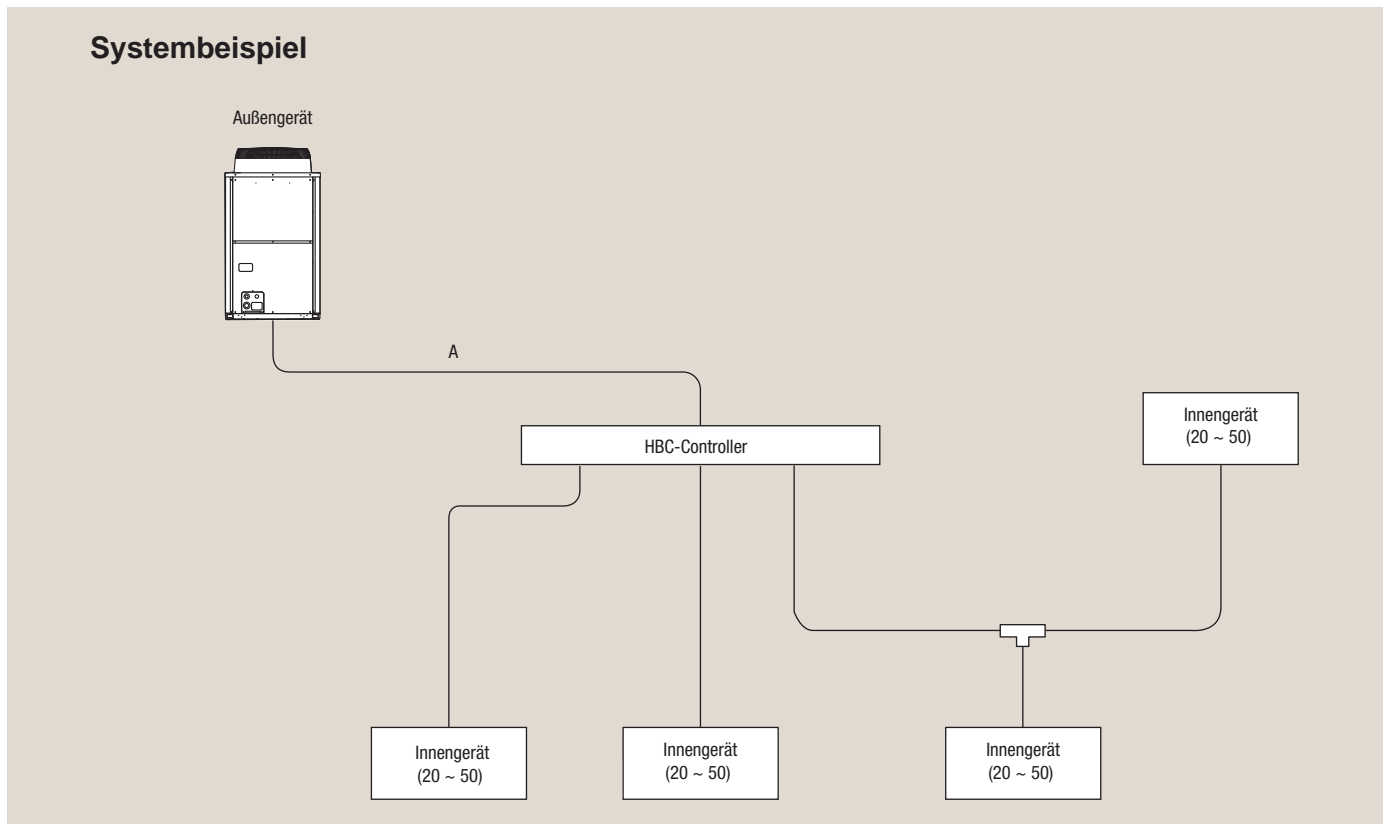 Systembeispiel
Außengerät
A
HBC-Controller
Innengerät
(20 ~ 50)
Innengerät
(20 ~ 50)
Innengerät
(20 ~ 50)
Innengerät
(20 ~ 50)